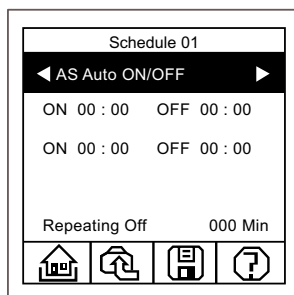 Schedule 01
AS Auto ON/OFF
ON 00 : 00 OFF 00 : 00
ON 00 : 00 OFF 00 : 00
Repeating Off 000 Min
?